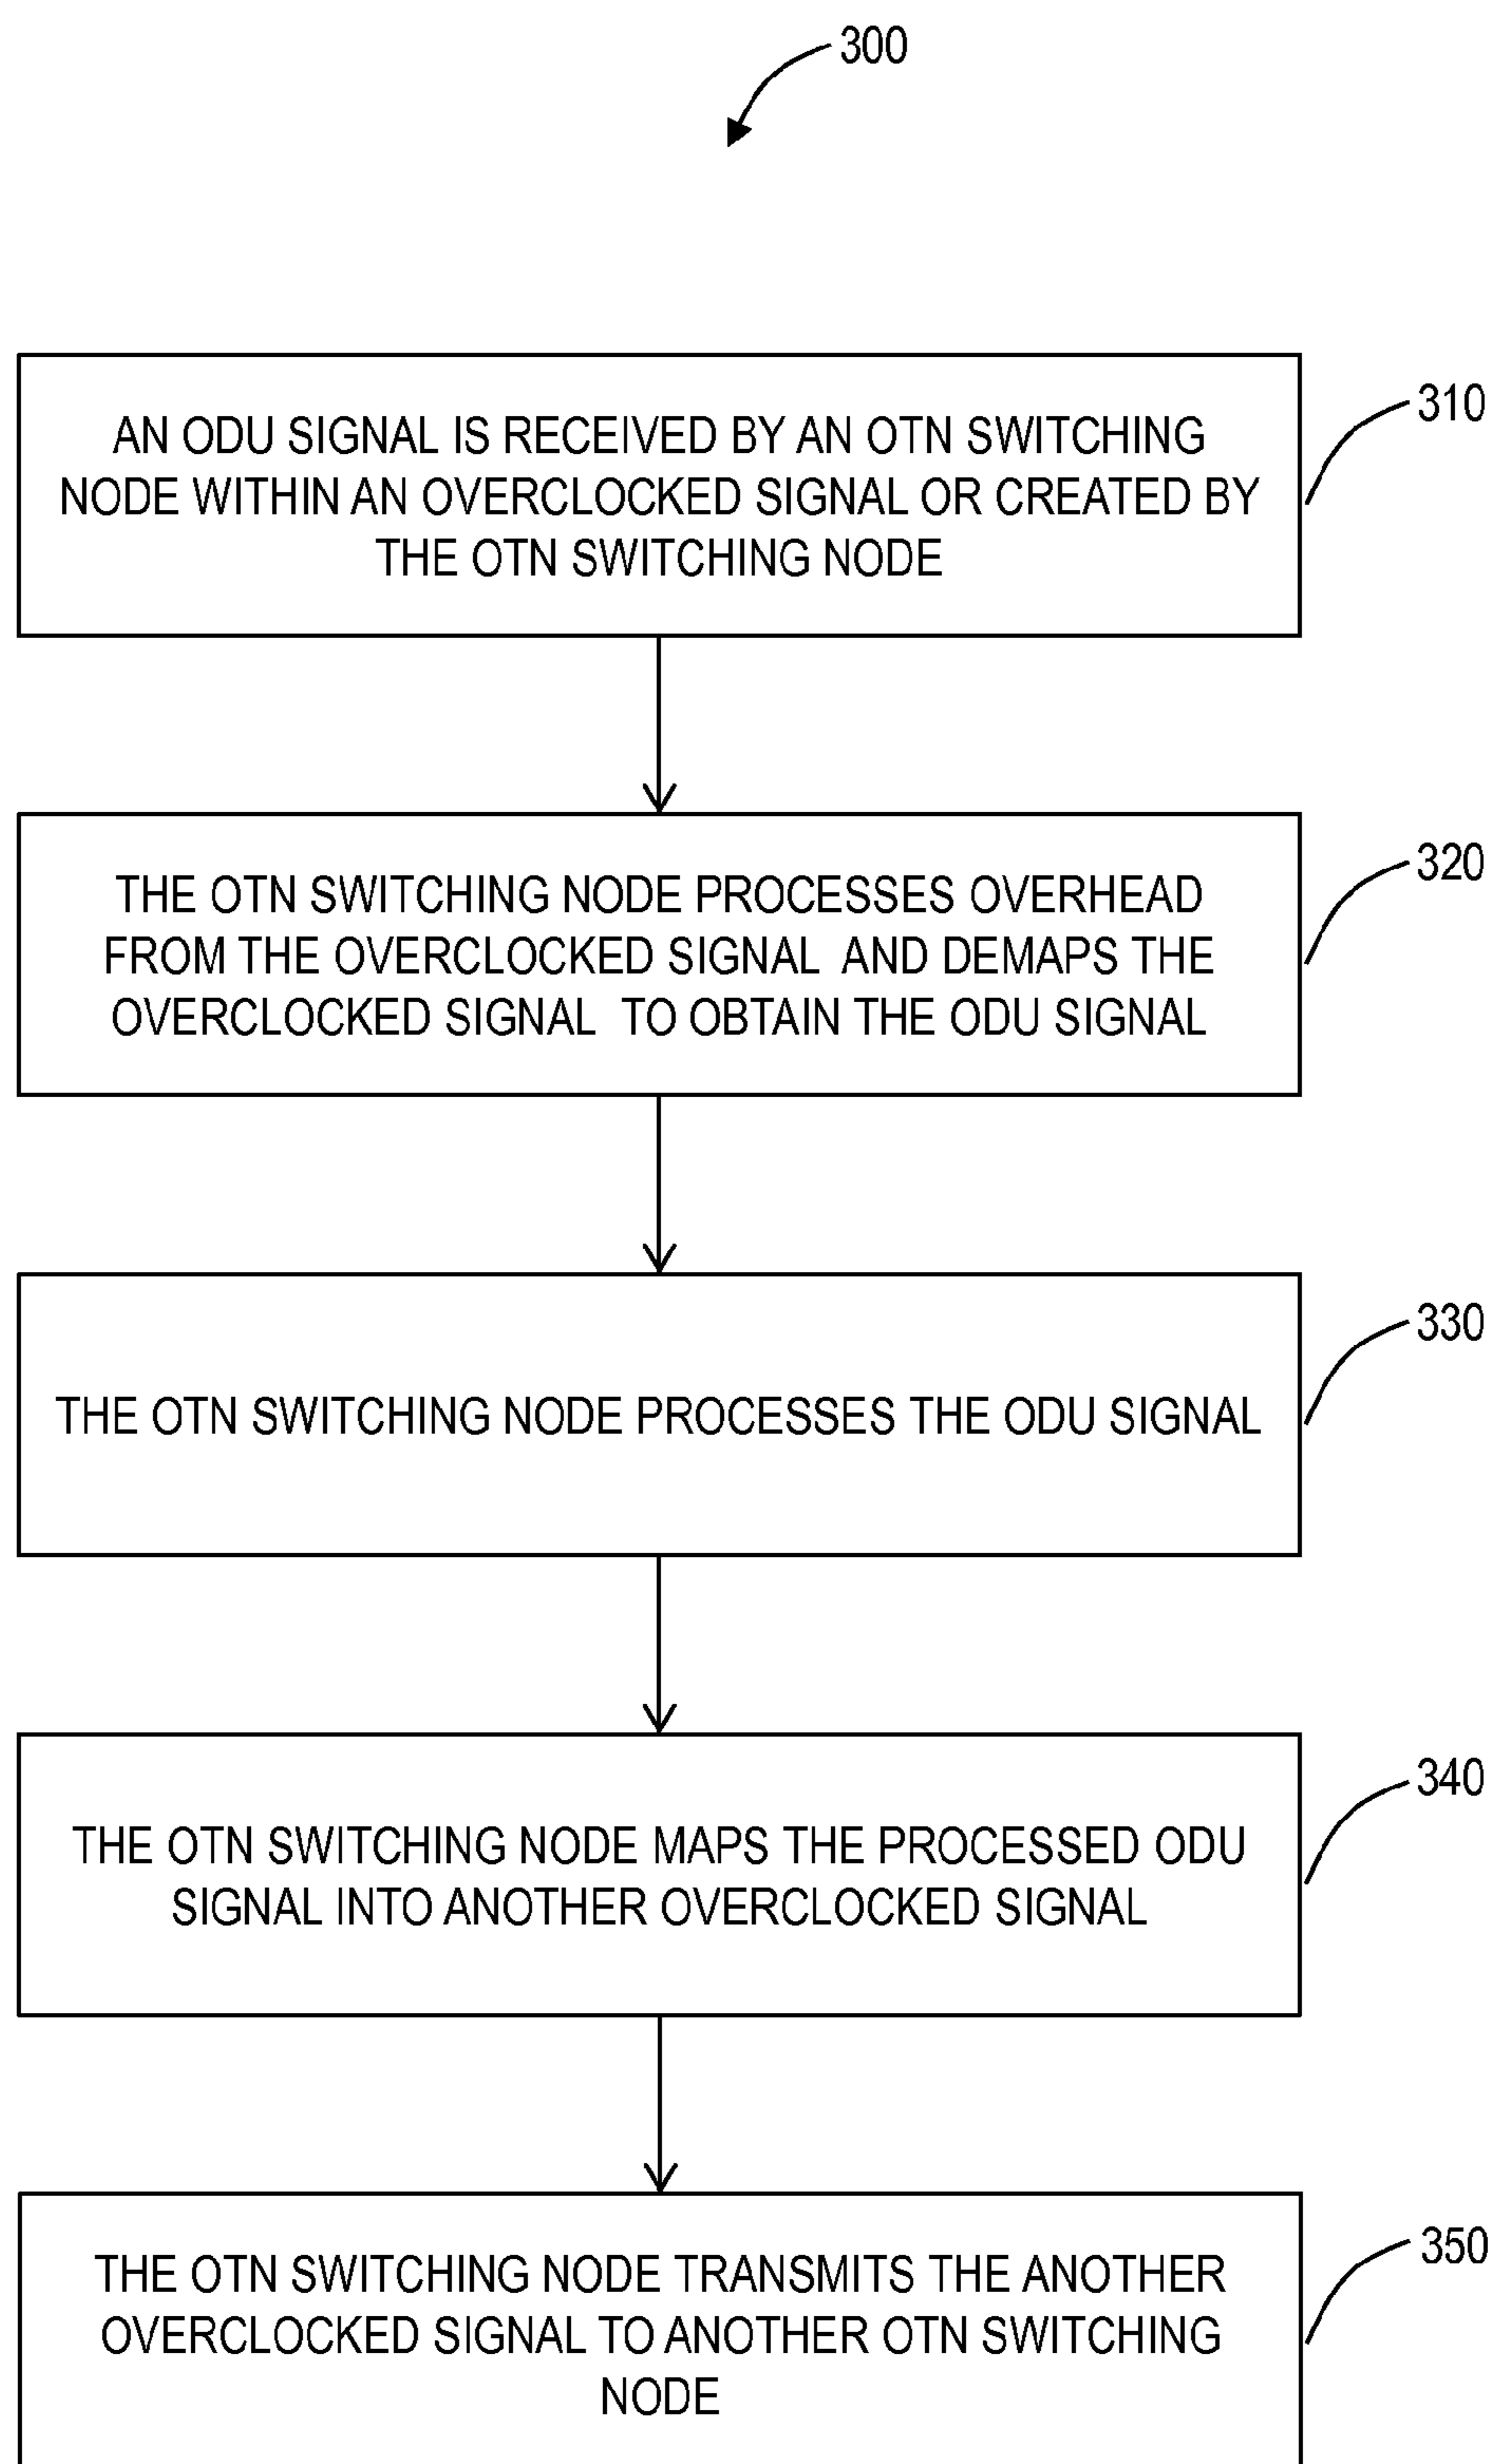 300
310
AN ODU SIGNAL IS RECEIVED BY AN OTN SWITCHING
NODE WITHIN AN OVERCLOCKED SIGNAL OR CREATED BY
THE OTN SWITCHING NODE
320
THE OTN SWITCHING NODE PROCESSES OVERHEAD
FROM THE OVERCLOCKED SIGNAL AND DEMAPS THE
OVERCLOCKED SIGNAL TO OBTAIN THE ODU SIGNAL
330
THE OTN SWITCHING NODE PROCESSES THE ODU SIGNAL
340
THE OTN SWITCHING NODE MAPS THE PROCESSED ODU
SIGNAL INTO ANOTHER OVERCLOCKED SIGNAL
350
THE OTN SWITCHING NODE TRANSMITS THE ANOTHER
OVERCLOCKED SIGNAL TO ANOTHER OTN SWITCHING
NODE